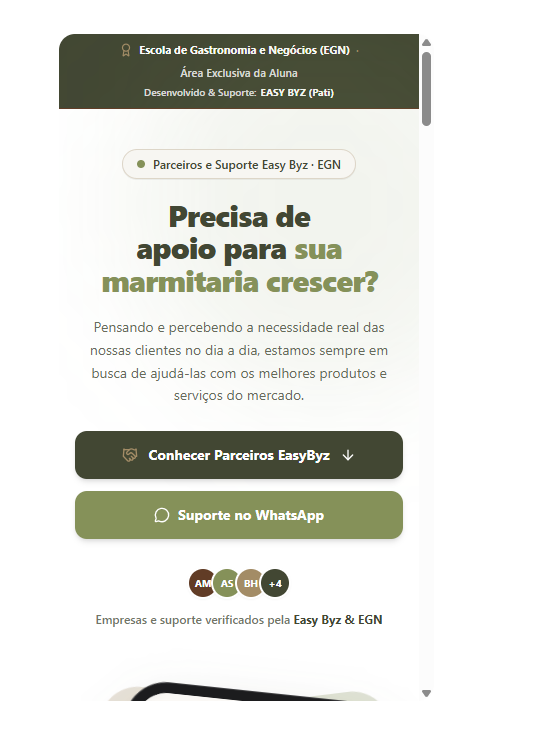 Escola de Gastronomia e Negócios (EGN) ·
Área Exclusiva da Aluna
Desenvolvido & Suporte: EASY BYZ (Pati)
Parceiros e Suporte Easy Byz · EGN
Precisa de
apoio para sua
marmitaria crescer?
Pensando e percebendo a necessidade real das
nossas clientes no dia a dia, estamos sempre em
busca de ajudá-las com os melhores produtos e
serviços do mercado.
Conhecer Parceiros EasyByz
Suporte no WhatsApp
AM AS BH +4
Empresas e suporte verificados pela Easy Byz & EGN